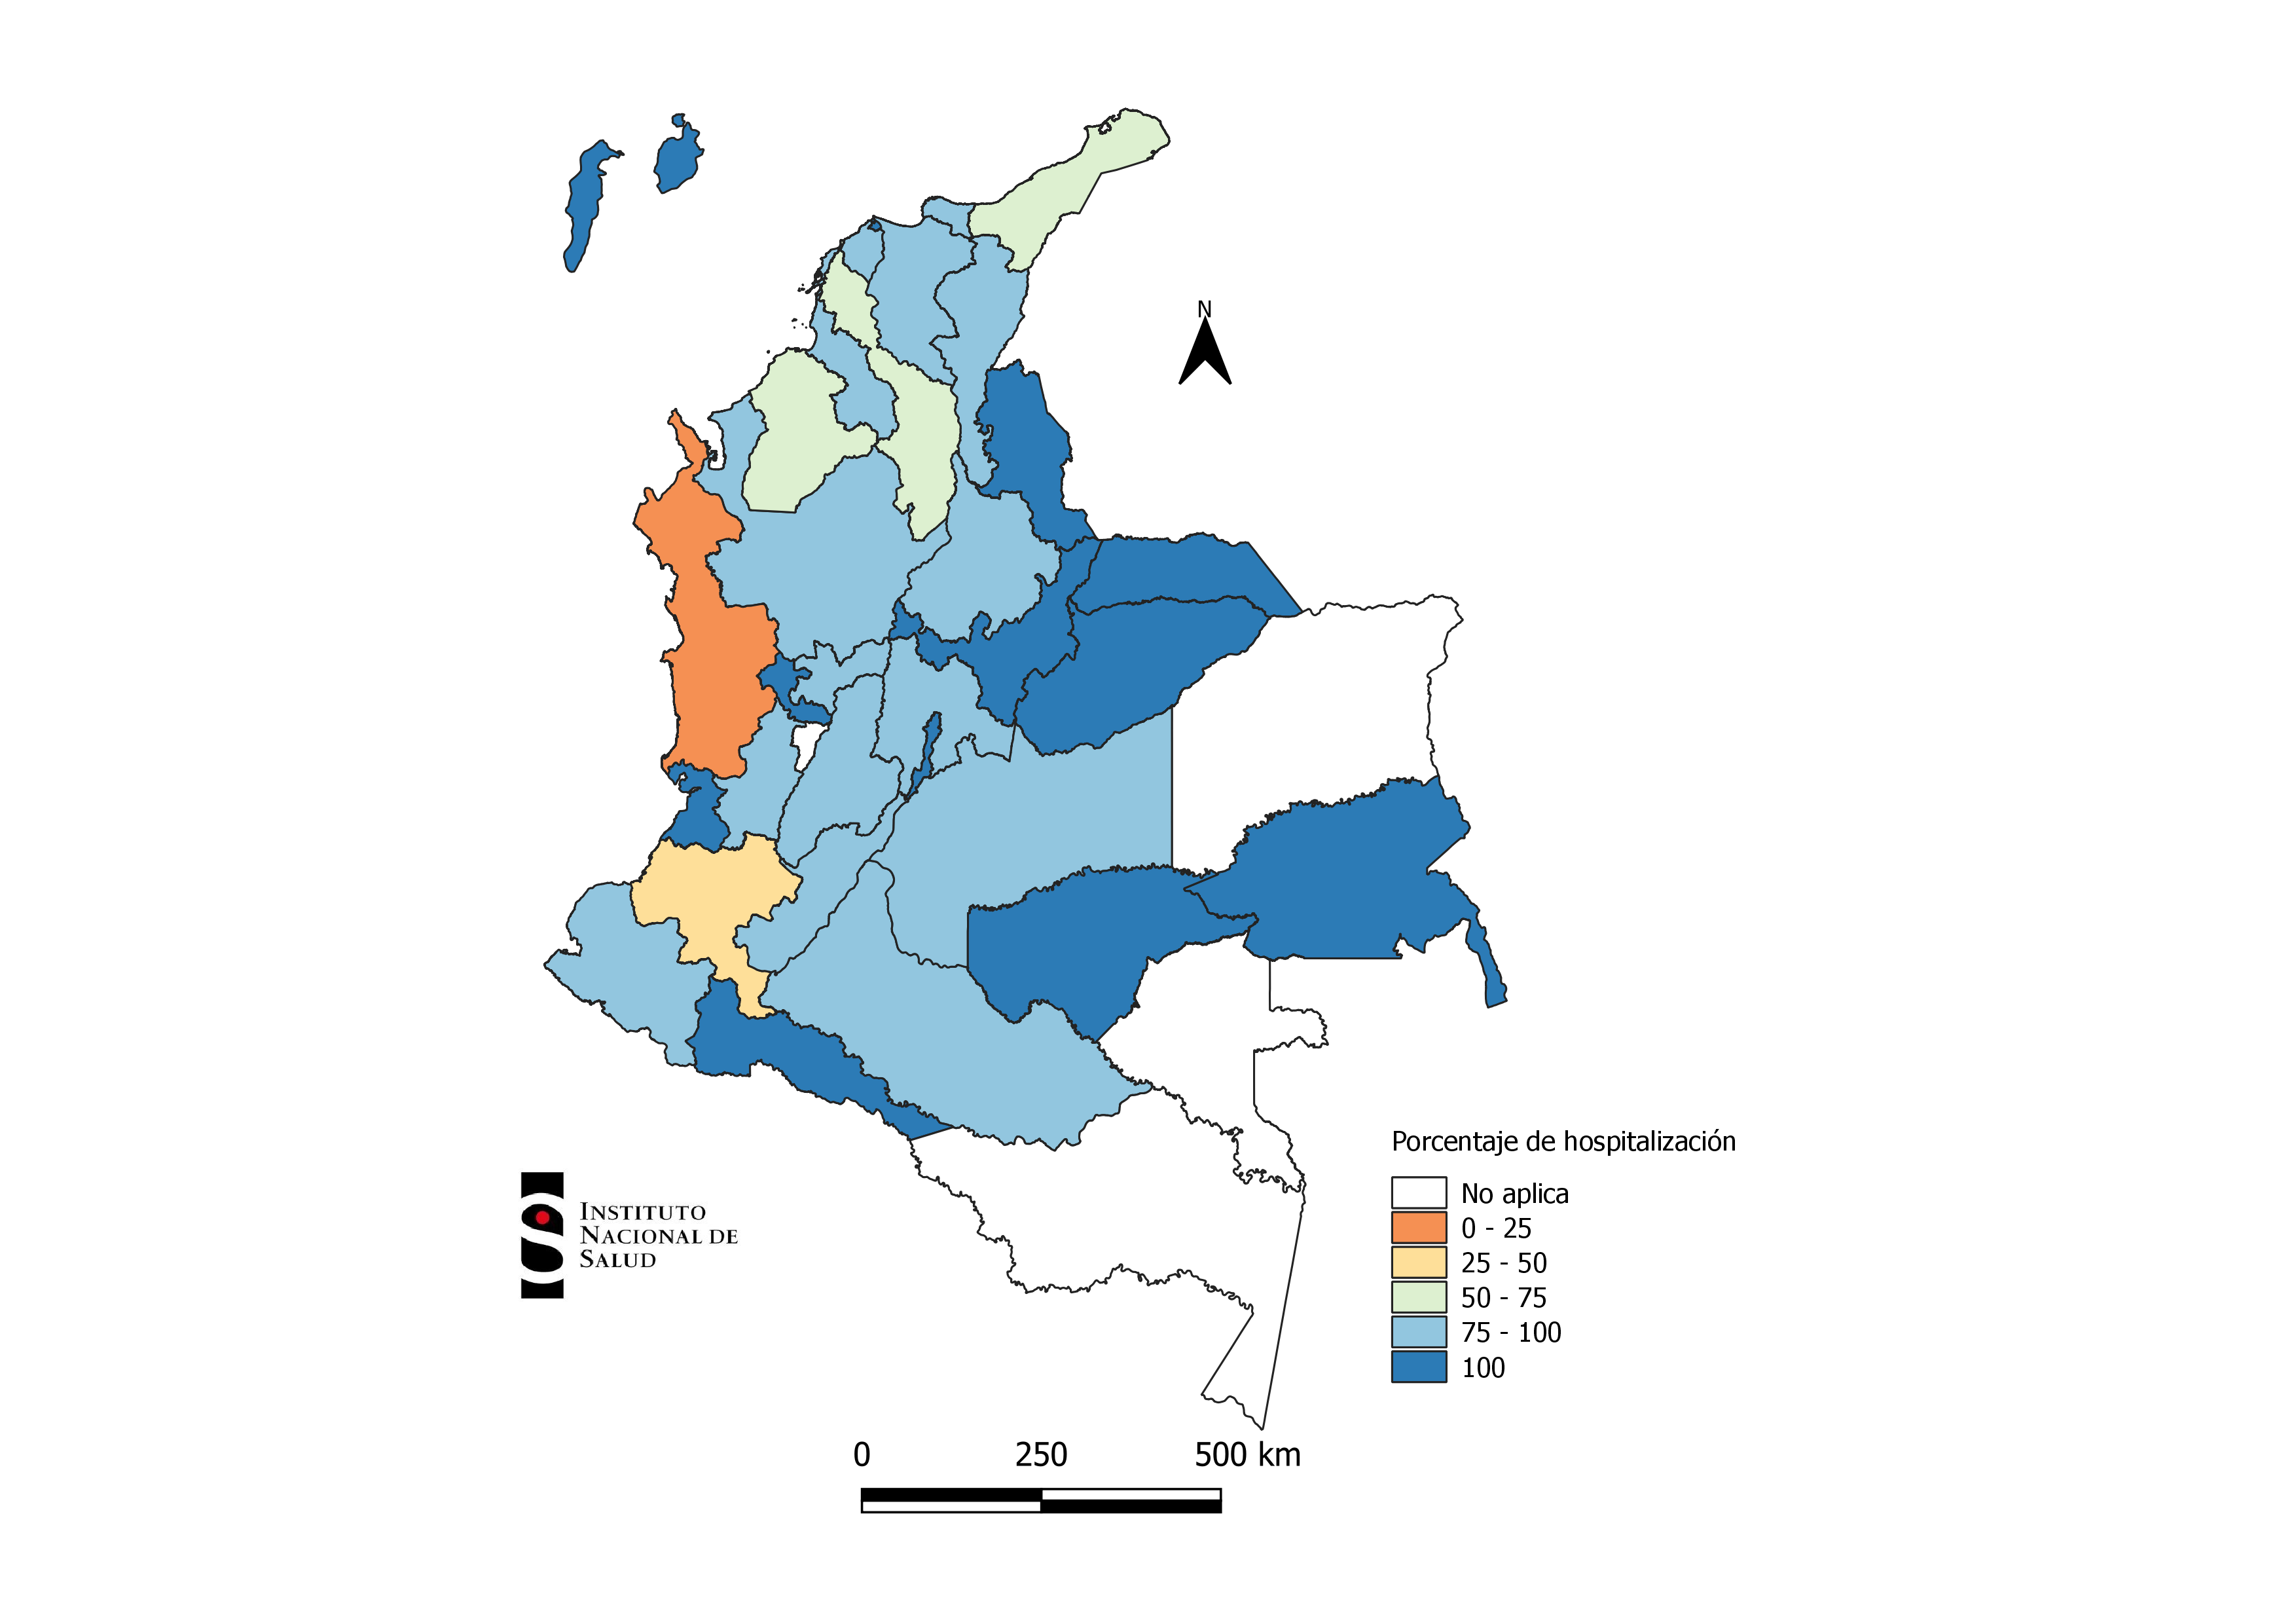 N
Porcentaje de hospitalización
No aplica
0 - 25
25 - 50
50 - 75
75 - 100
100
INSTITUTO
NACIONAL DE
SALUD
0 250 500 km